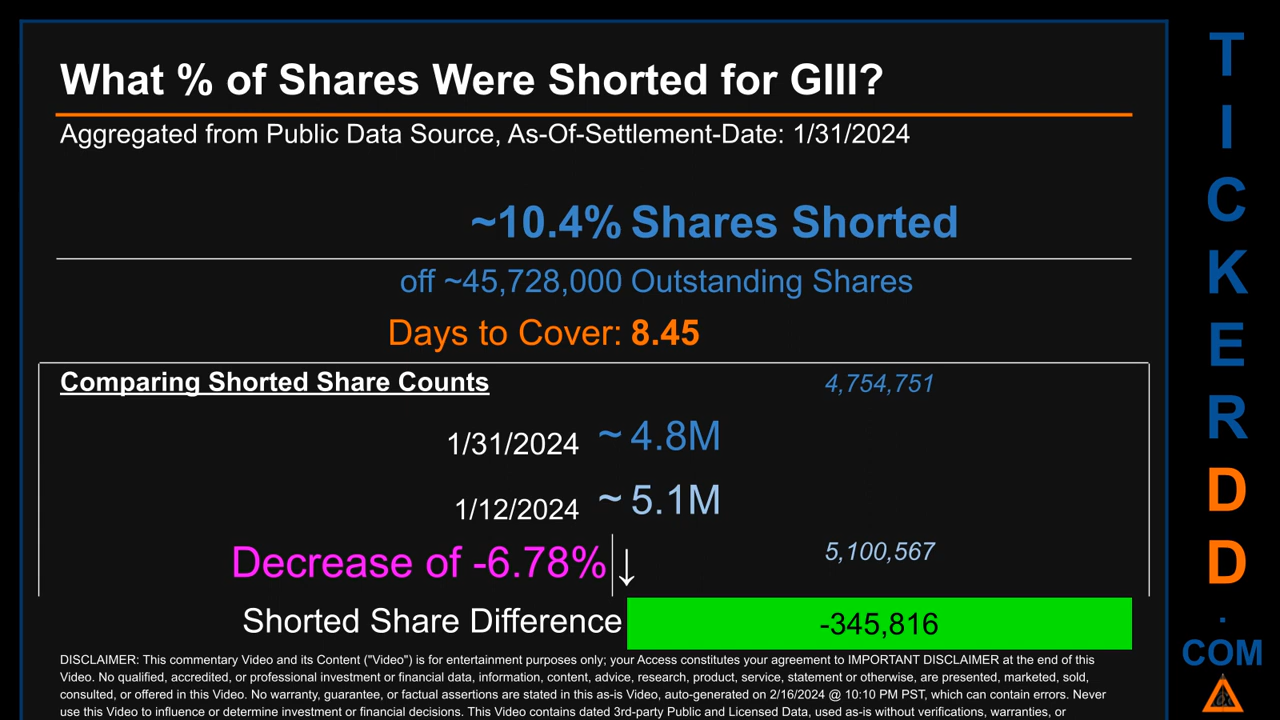 What % of Shares Were Shorted for GIII?
Aggregated from Public Data Source, As-Of-Settlement-Date: 1/31/2024
~10.4% Shares Shorted
off ~45,728,000 Outstanding Shares
Days to Cover: 8.45
Comparing Shorted Share Counts
4,754,751
1/31/2024 ~ 4.8M
1/12/2024 ~ 5.1M
Decrease of -6.78% ↓
5,100,567
Shorted Share Difference -345,816
DISCLAIMER: This commentary Video and its Content ("Video") is for entertainment purposes only; your Access constitutes your agreement to IMPORTANT DISCLAIMER at the end of this
Video. No qualified, accredited, or professional investment or financial data, information, content, advice, research, product, service, statement or otherwise, are presented, marketed, sold,
consulted, or offered in this Video. No warranty, guarantee, or factual assertions are stated in this as-is Video, auto-generated on 2/16/2024 @ 10:10 PM PST, which can contain errors. Never
use this Video to influence or determine investment or financial decisions. This Video contains dated 3rd-party Public and Licensed Data, used as-is without verifications, warranties, or
T
I
C
K
E
R
D
D
.
COM